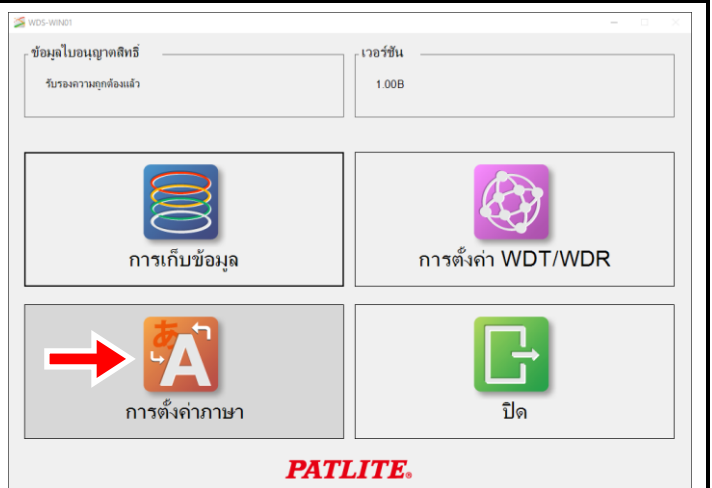 WDS-WIN01
ข้อมูลใบอนุญาตสิทธิ์
รับรองความถูกต้องแล้ว
เวอร์ชัน
1.00B
การเก็บข้อมูล
การตั้งค่า WDT/WDR
あ
A
การตั้งค่าภาษา
ปิด
PATLITE®